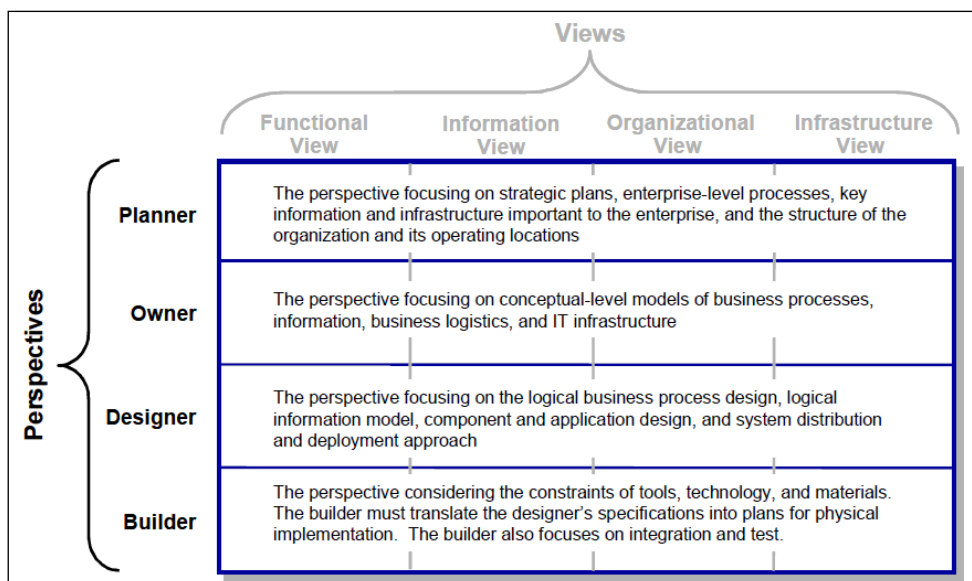 Views
Functional View
Information View
Organizational View
Infrastructure View
Perspectives
Planner
The perspective focusing on strategic plans, enterprise-level processes, key
information and infrastructure important to the enterprise, and the structure of the
organization and its operating locations
Owner
The perspective focusing on conceptual-level models of business processes,
information, business logistics, and IT infrastructure
Designer
The perspective focusing on the logical business process design, logical
information model, component and application design, and system distribution
and deployment approach
Builder
The perspective considering the constraints of tools, technology, and materials.
The builder must translate the designer's specifications into plans for physical
implementation.  The builder also focuses on integration and test.